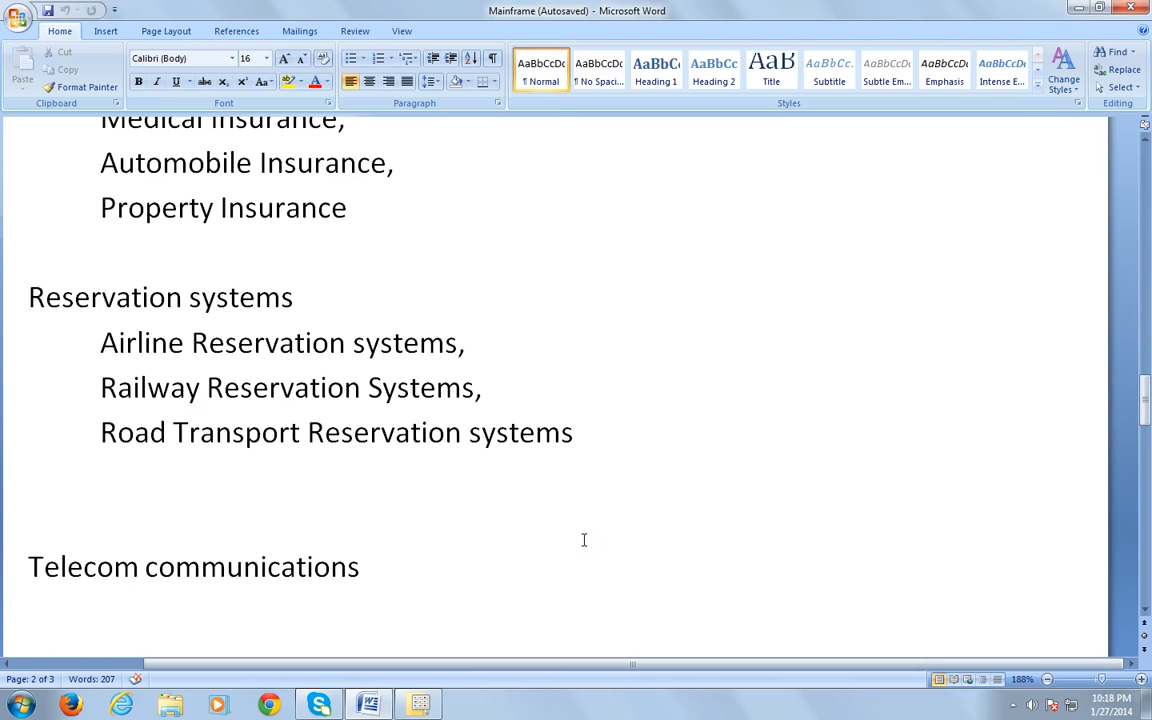 Mainframe (Autosaved) - Microsoft Word
Home Insert Page Layout References Mailings Review View
Paste
Cut
Copy
Format Painter
Clipboard
Calibri (Body) 16
Font
Paragraph
AaBbCcDc AaBbCcDc AaBbC AaBbCc AaB AaBbCc. AaBbCcDc AaBbCcDc AaBbCcDc
¶ Normal ¶ No Spaci... Heading 1 Heading 2 Title Subtitle Subtle Em... Emphasis Intense E...
Change Styles
Styles
Find
Replace
Select
Editing
Medical Insurance,
Automobile Insurance,
Property Insurance
Reservation systems
Airline Reservation systems,
Railway Reservation Systems,
Road Transport Reservation systems
Telecom communications
Page: 2 of 3 Words: 207 188%
10:18 PM
1/27/2014